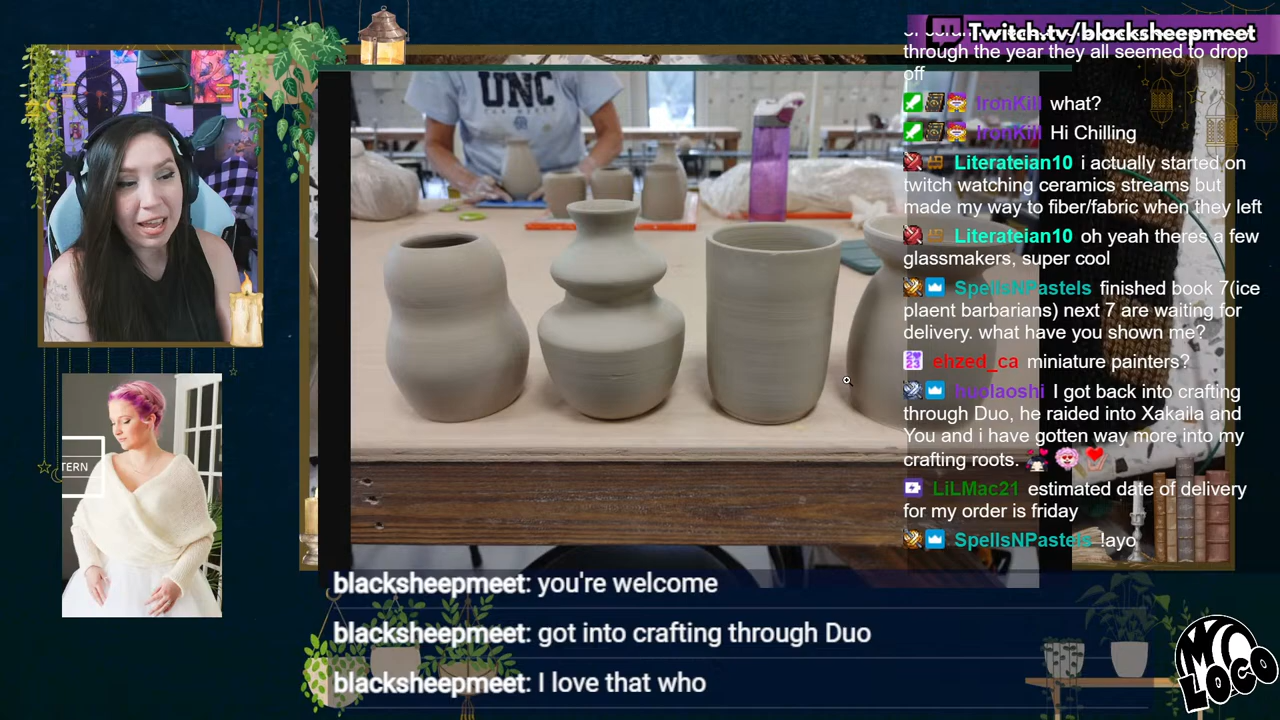 Twitch.tv/blacksheepmeet
through the year they all seemed to drop
off
IronKill what?
IronKill Hi Chilling
Literateian10 i actually started on
twitch watching ceramics streams but
made my way to fiber/fabric when they left
Literateian10 oh yeah theres a few
glassmakers, super cool
SpellsNPastels finished book 7(ice
plaent barbarians) next 7 are waiting for
delivery. what have you shown me?
ehzed_ca miniature painters?
huolaoshi I got back into crafting
through Duo, he raided into Xakaila and
You and i have gotten way more into my
crafting roots.
LiLMac21 estimated date of delivery
for my order is friday
SpellsNPastels !ayo
UNC
TERN
blacksheepmeet: you're welcome
blacksheepmeet: got into crafting through Duo
blacksheepmeet: I love that who
MC
LOCO